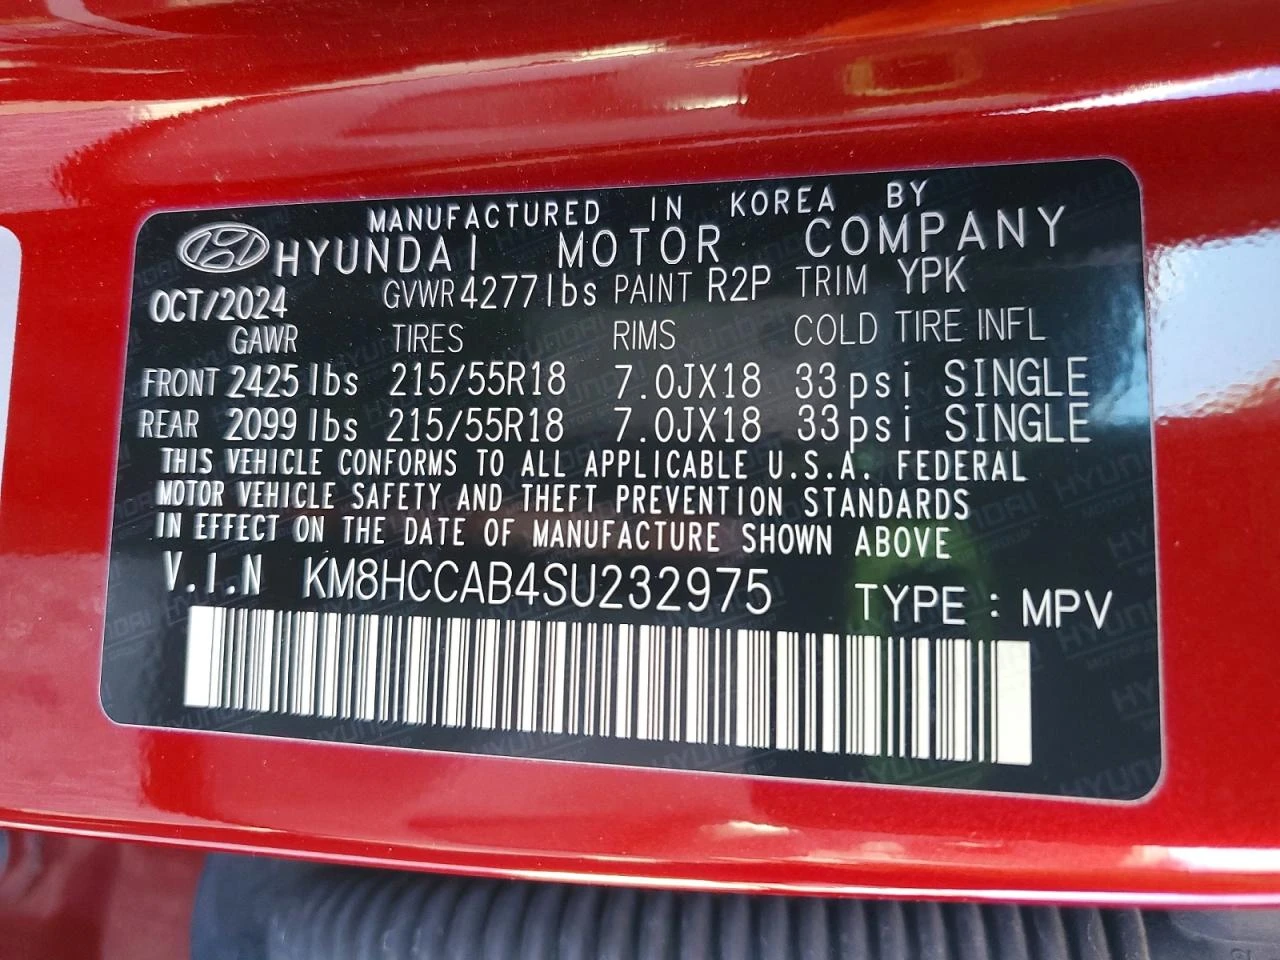 MANUFACTURED IN KOREA BY
HYUNDAI MOTOR COMPANY
OCT/2024 GVWR 4277lbs PAINT R2P TRIM YPK
GAWR TIRES RIMS COLD TIRE INFL
FRONT 2425lbs 215/55R18 7.0JX18 33psi SINGLE
REAR 2099lbs 215/55R18 7.0JX18 33psi SINGLE
THIS VEHICLE CONFORMS TO ALL APPLICABLE U.S.A. FEDERAL
MOTOR VEHICLE SAFETY AND THEFT PREVENTION STANDARDS
IN EFFECT ON THE DATE OF MANUFACTURE SHOWN ABOVE
V.I.N KM8HCCAB4SU232975 TYPE : MPV